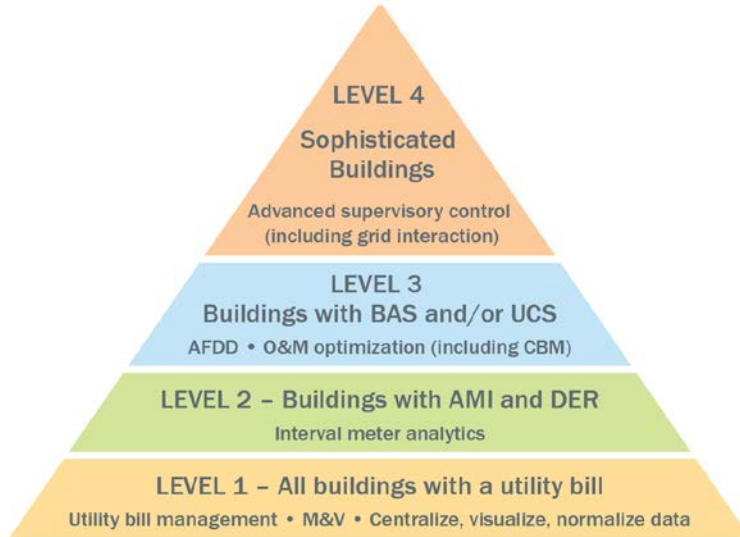 LEVEL 4
Sophisticated
Buildings
Advanced supervisory control
(including grid interaction)
LEVEL 3
Buildings with BAS and/or UCS
AFDD • O&M optimization (including CBM)
LEVEL 2 – Buildings with AMI and DER
Interval meter analytics
LEVEL 1 – All buildings with a utility bill
Utility bill management • M&V • Centralize, visualize, normalize data